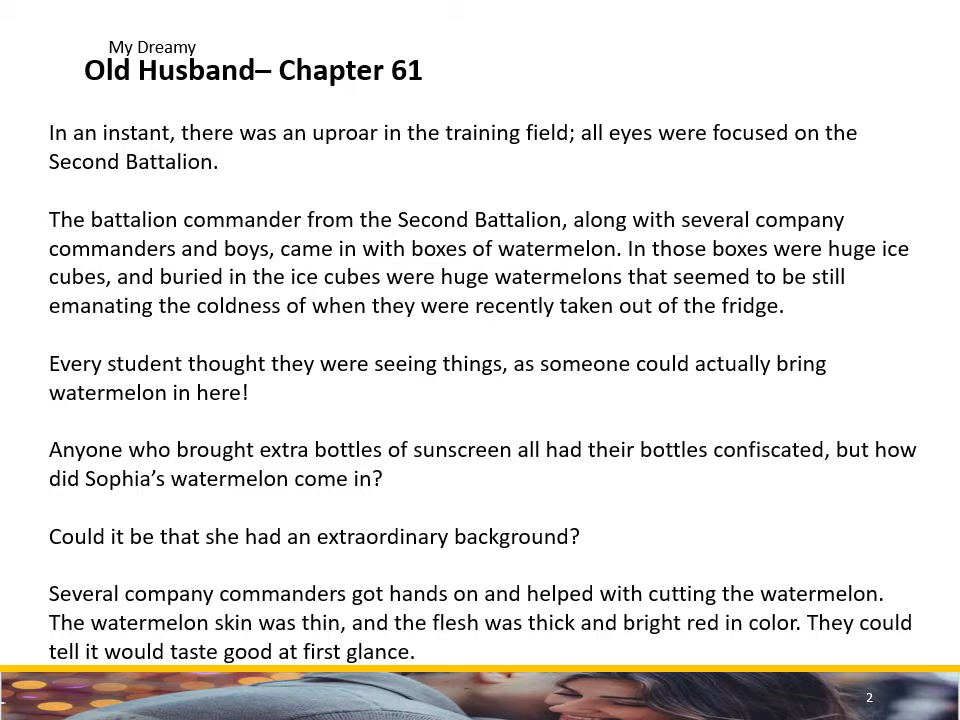 My Dreamy
Old Husband– Chapter 61
In an instant, there was an uproar in the training field; all eyes were focused on the
Second Battalion.
The battalion commander from the Second Battalion, along with several company
commanders and boys, came in with boxes of watermelon. In those boxes were huge ice
cubes, and buried in the ice cubes were huge watermelons that seemed to be still
emanating the coldness of when they were recently taken out of the fridge.
Every student thought they were seeing things, as someone could actually bring
watermelon in here!
Anyone who brought extra bottles of sunscreen all had their bottles confiscated, but how
did Sophia’s watermelon come in?
Could it be that she had an extraordinary background?
Several company commanders got hands on and helped with cutting the watermelon.
The watermelon skin was thin, and the flesh was thick and bright red in color. They could
tell it would taste good at first glance.
2